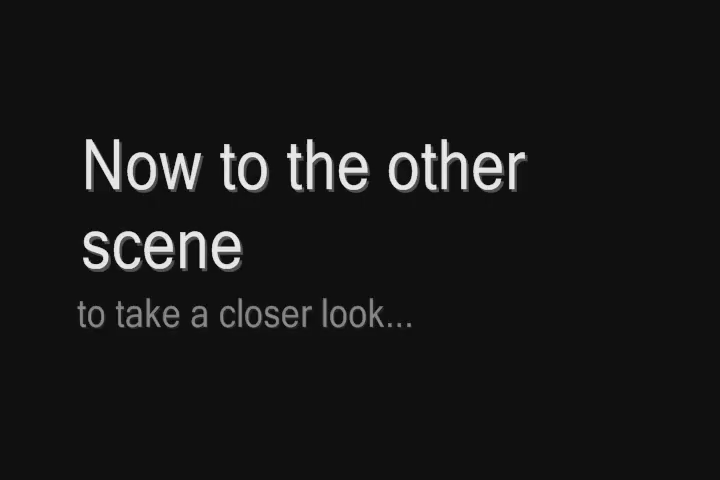 Now to the other
scene
to take a closer look...